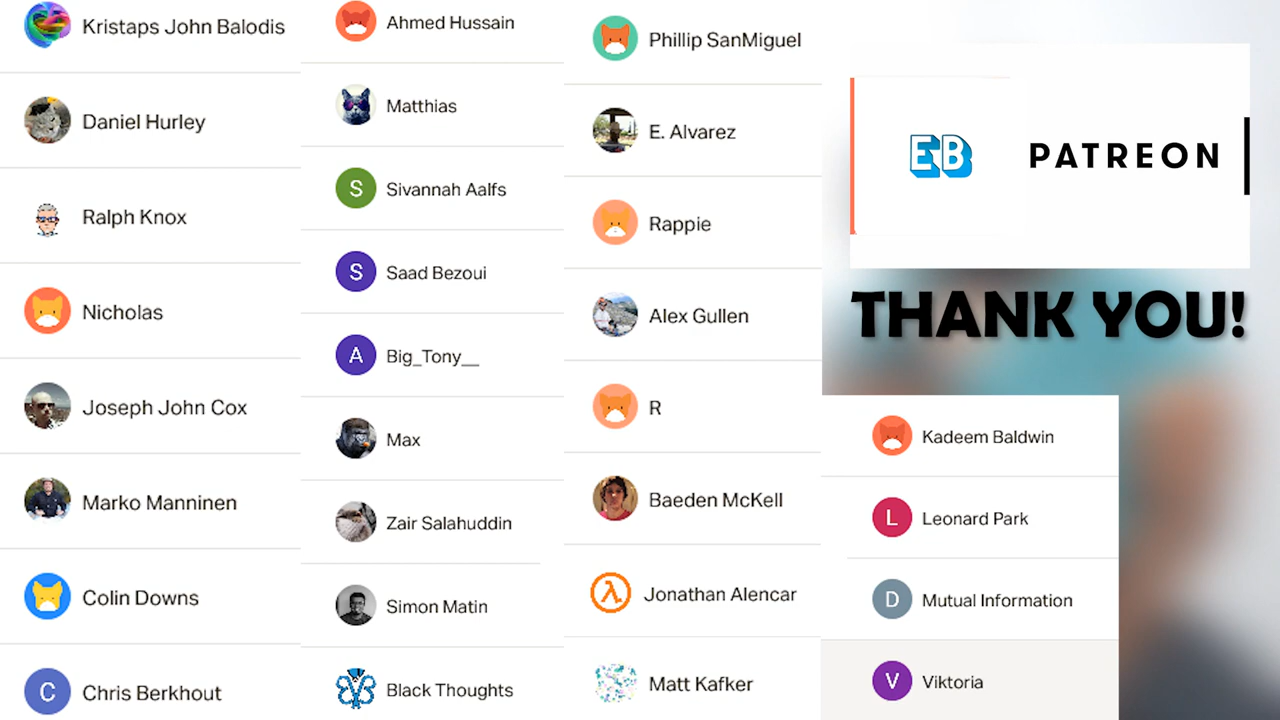 Kristaps John Balodis
Daniel Hurley
Ralph Knox
Nicholas
Joseph John Cox
Marko Manninen
Colin Downs
C
Chris Berkhout
Ahmed Hussain
Matthias
S
Sivannah Aalfs
S
Saad Bezoui
A
Big_Tony__
Max
Zair Salahuddin
Simon Matin
Black Thoughts
Phillip SanMiguel
E. Alvarez
Rappie
Alex Gullen
R
Baeden McKell
λ
Jonathan Alencar
Matt Kafker
EB
PATREON
THANK YOU!
Kadeem Baldwin
L
Leonard Park
D
Mutual Information
V
Viktoria